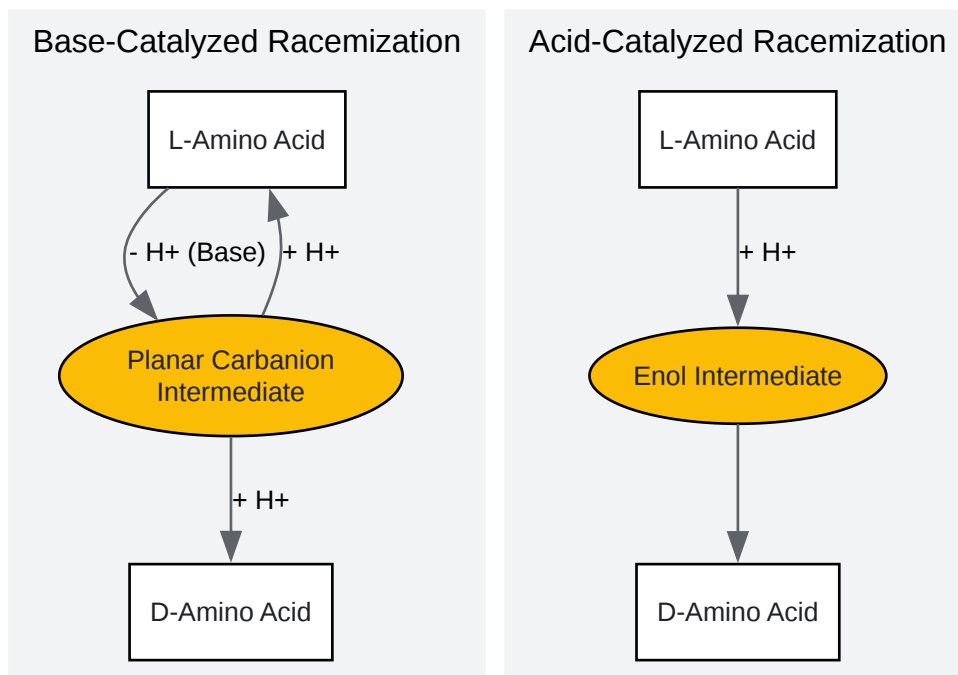 Base-Catalyzed Racemization
L-Amino Acid
- H+ (Base)
+ H+
Planar Carbanion
Intermediate
+ H+
D-Amino Acid
Acid-Catalyzed Racemization
L-Amino Acid
+ H+
Enol Intermediate
D-Amino Acid